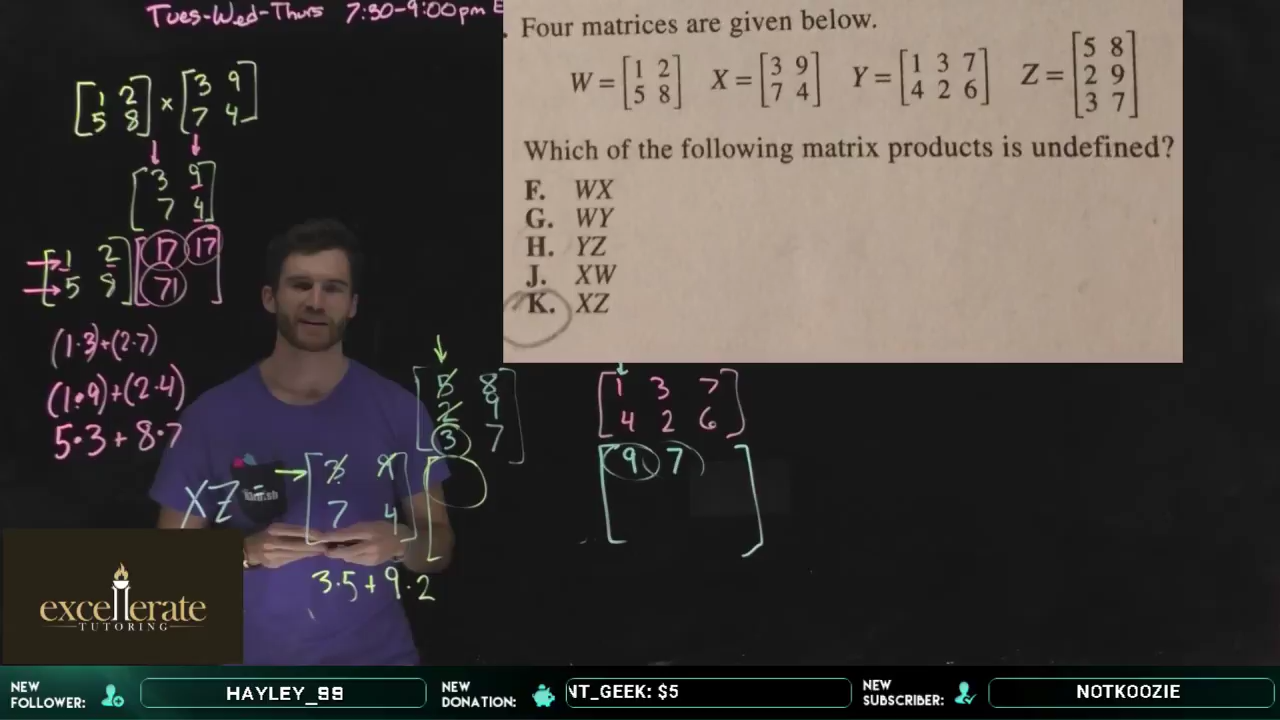 Tues-Wed-Thurs 7:30-9:00pm E
[1 2
5 8] × [3 9
7 4]
[3 9
7 4]
[1 2
5 8] [17 17
71 ]
(1·3)+(2·7)
(1·9)+(2·4)
5·3+8·7
Four matrices are given below.
W = [1 2
5 8] X = [3 9
7 4] Y = [1 3 7
4 2 6] Z = [5 8
2 9
3 7]
Which of the following matrix products is undefined?
F. WX
G. WY
H. YZ
J. XW
K. XZ
[5 8
2 9
3 7]
XZ = [3 9
7 4] [
3·5+9·2
[1 3 7
4 2 6]
[9 7 ]
excellerate
TUTORING
NEW FOLLOWER: HAYLEY_99
NEW DONATION: NT_GEEK: $5
NEW SUBSCRIBER: NOTKOOZIE